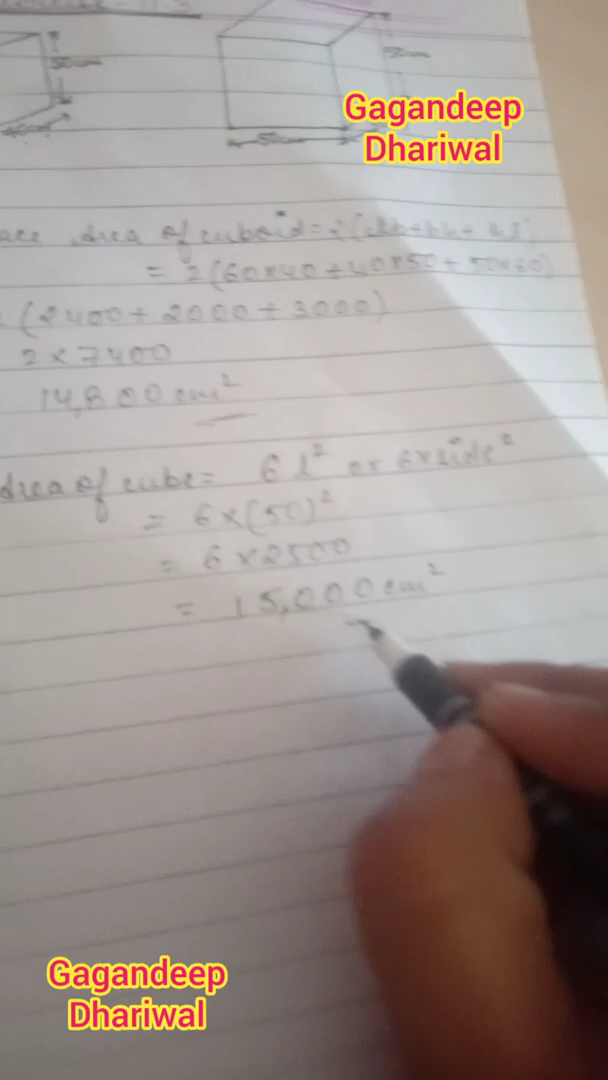 50cm
50cm
50cm
Gagandeep
Dhariwal
Area of cuboid = 2(lb+bh+hl)
= 2(60×40+40×50+50×60)
(2400+2000+3000)
2×7400
14,800 cm²
Area of cube = 6l² or 6×side²
= 6×(50)²
= 6×2500
= 15,000 cm²
Gagandeep
Dhariwal